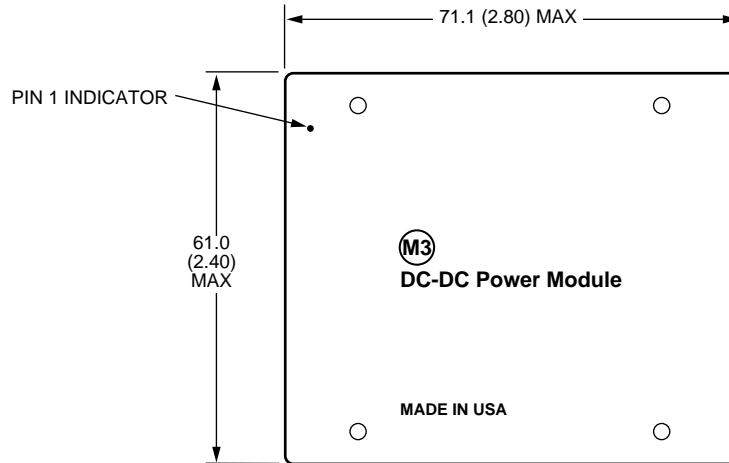 71.1 (2.80) MAX
PIN 1 INDICATOR
61.0
(2.40)
MAX
M3
DC-DC Power Module
MADE IN USA